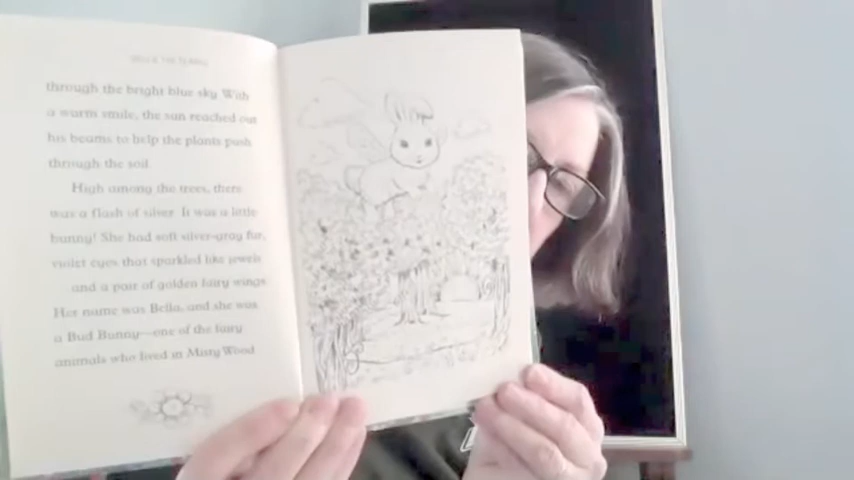 through the bright blue sky With
a warm smile, the sun reached out
his beams to help the plants push
through the soil
High among the trees, there
was a flash of silver It was a little
bunny! She had soft silver-gray fur,
violet eyes that sparkled like jewels
and a pair of golden fairy wings
Her name was Bella, and she was
a Bud Bunny—one of the fairy
animals who lived in Misty Wood